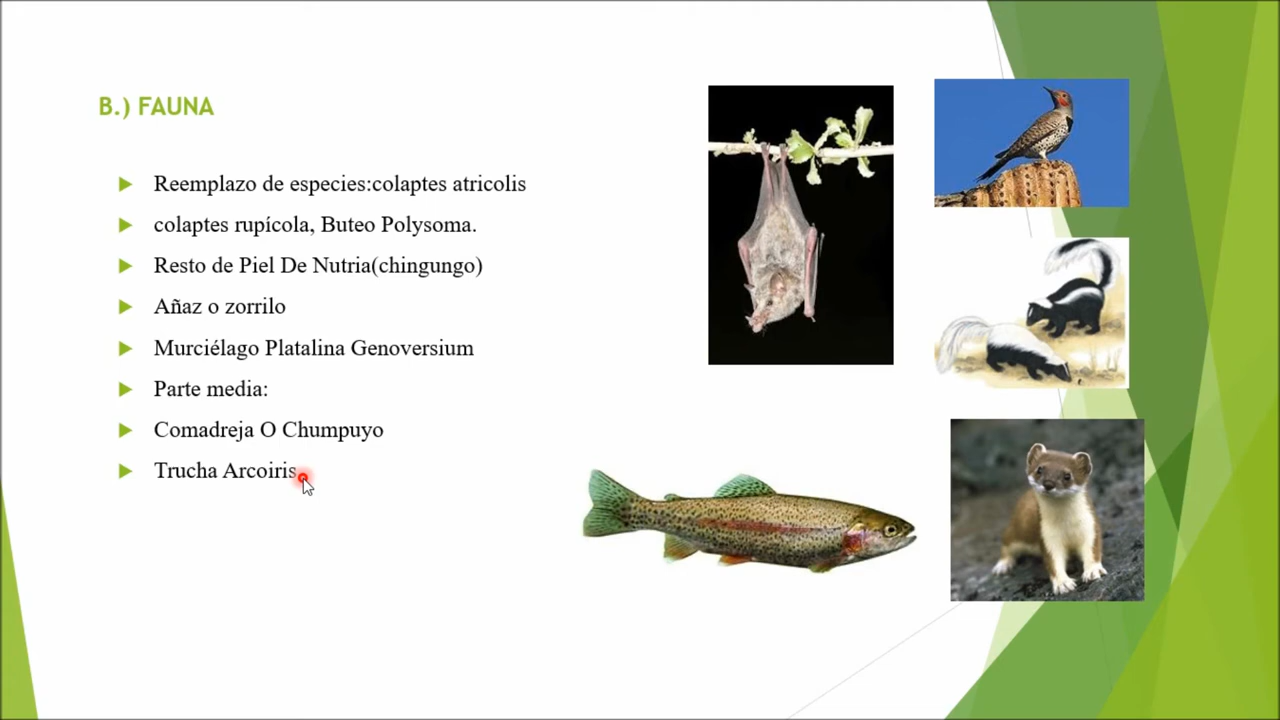 B.) FAUNA
Reemplazo de especies:colaptes atricolis
colaptes rupícola, Buteo Polysoma.
Resto de Piel De Nutria(chingungo)
Añaz o zorrilo
Murciélago Platalina Genoversium
Parte media:
Comadreja O Chumpuyo
Trucha Arcoiris